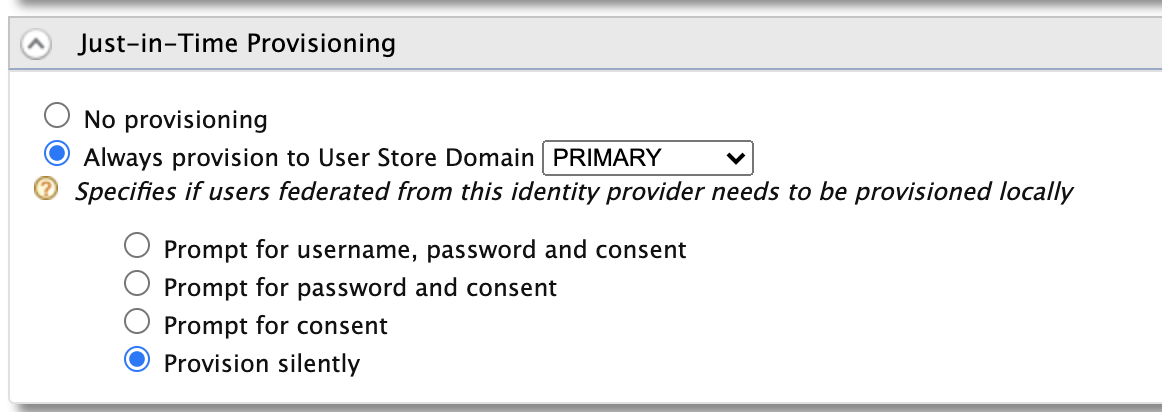 Just-in-Time Provisioning
No provisioning
Always provision to User Store Domain PRIMARY
? Specifies if users federated from this identity provider needs to be provisioned locally
Prompt for username, password and consent
Prompt for password and consent
Prompt for consent
Provision silently